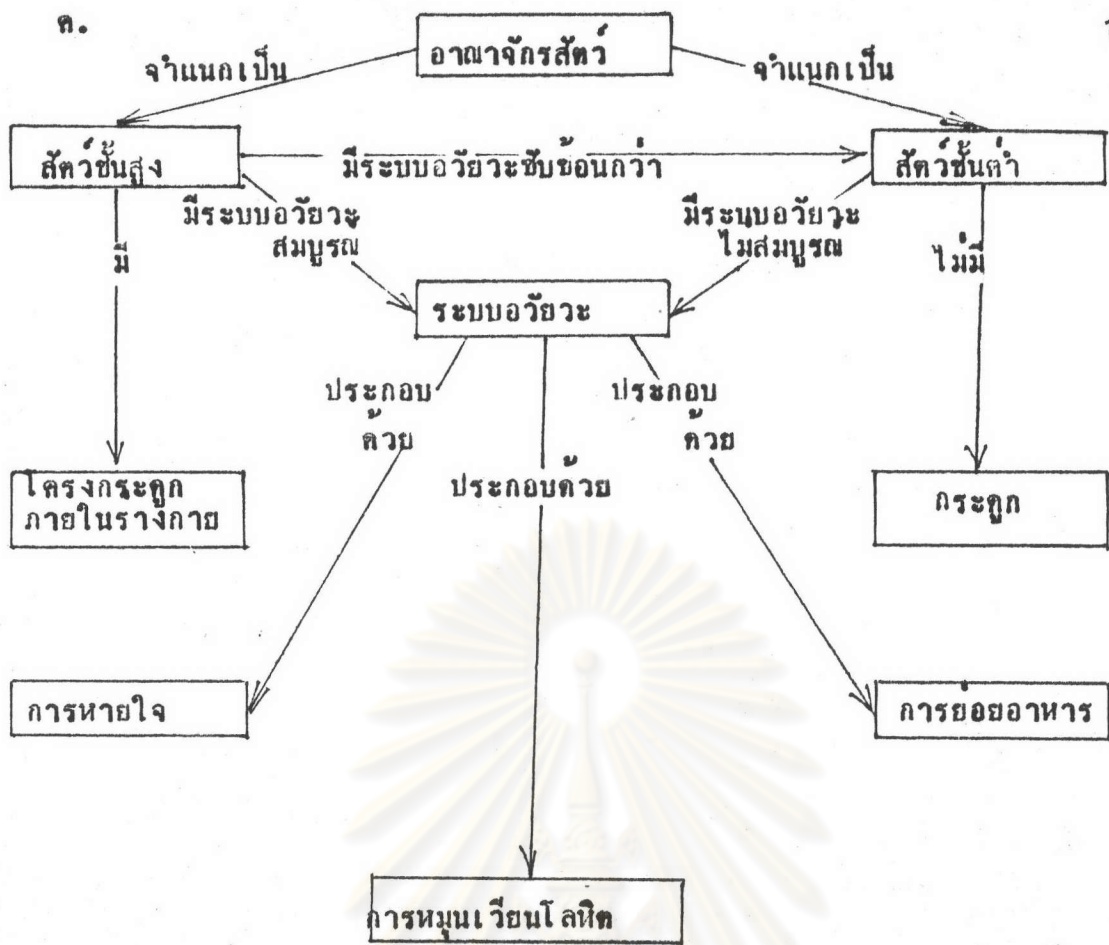 ค.
อาณาจักรสัตว์
จำแนกเป็น
จำแนกเป็น
สัตว์ชั้นสูง
มีระบบอวัยวะซับซ้อนกว่า
สัตว์ชั้นต่ำ
มีระบบอวัยวะ
สมบูรณ์
มีระบบอวัยวะ
ไม่สมบูรณ์
มี
ไม่มี
ระบบอวัยวะ
ประกอบ
ด้วย
ประกอบ
ด้วย
ประกอบด้วย
โครงกระดูก
ภายในรางกาย
กระดูก
การหายใจ
การย่อยอาหาร
การหมุนเวียนโลหิต